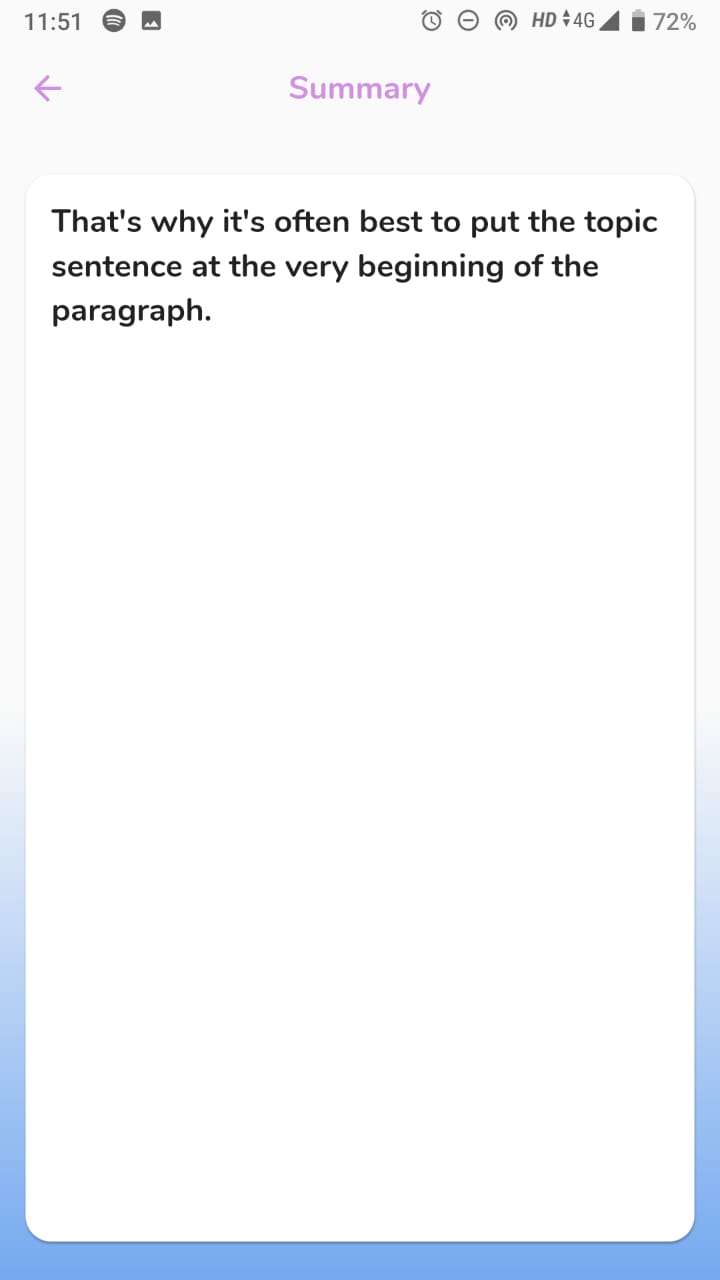 11:51 HD 4G 72%
Summary
That's why it's often best to put the topic
sentence at the very beginning of the
paragraph.